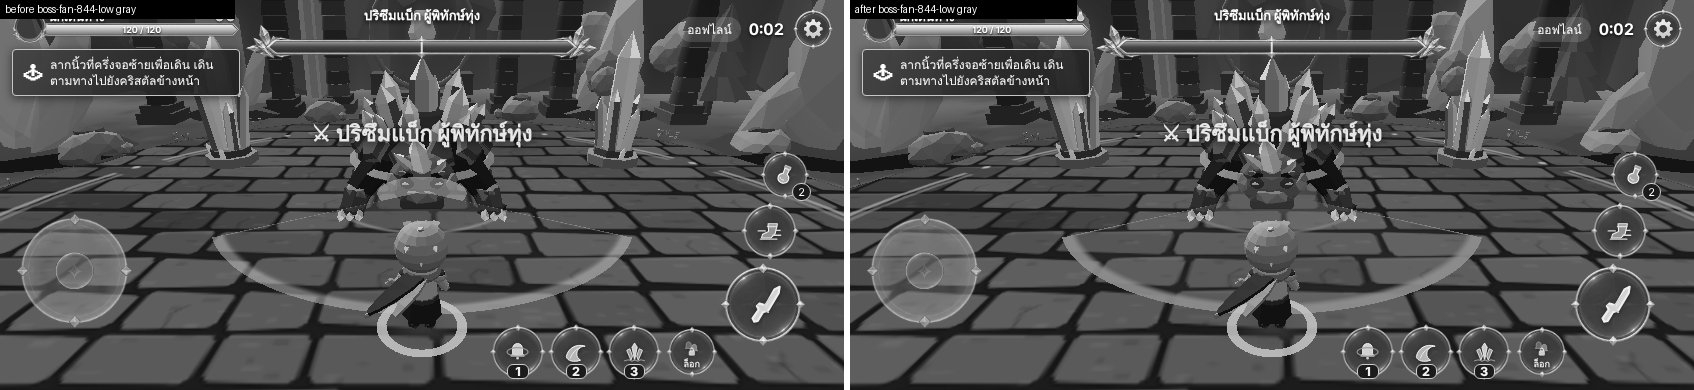 before boss-fan-844-low gray
ปริซึมแบ็ก ผู้พิทักษ์ทุ่ง
120 / 120
ออฟไลน์ 0:02
ลากนิ้วที่ครึ่งจอซ้ายเพื่อเดิน เดิน
ตามทางไปยังคริสตัลข้างหน้า
ปริซึมแบ็ก ผู้พิทักษ์ทุ่ง
2
1 2 3 ล็อก
after boss-fan-844-low gray
ปริซึมแบ็ก ผู้พิทักษ์ทุ่ง
120 / 120
ออฟไลน์ 0:02
ลากนิ้วที่ครึ่งจอซ้ายเพื่อเดิน เดิน
ตามทางไปยังคริสตัลข้างหน้า
ปริซึมแบ็ก ผู้พิทักษ์ทุ่ง
2
1 2 3 ล็อก